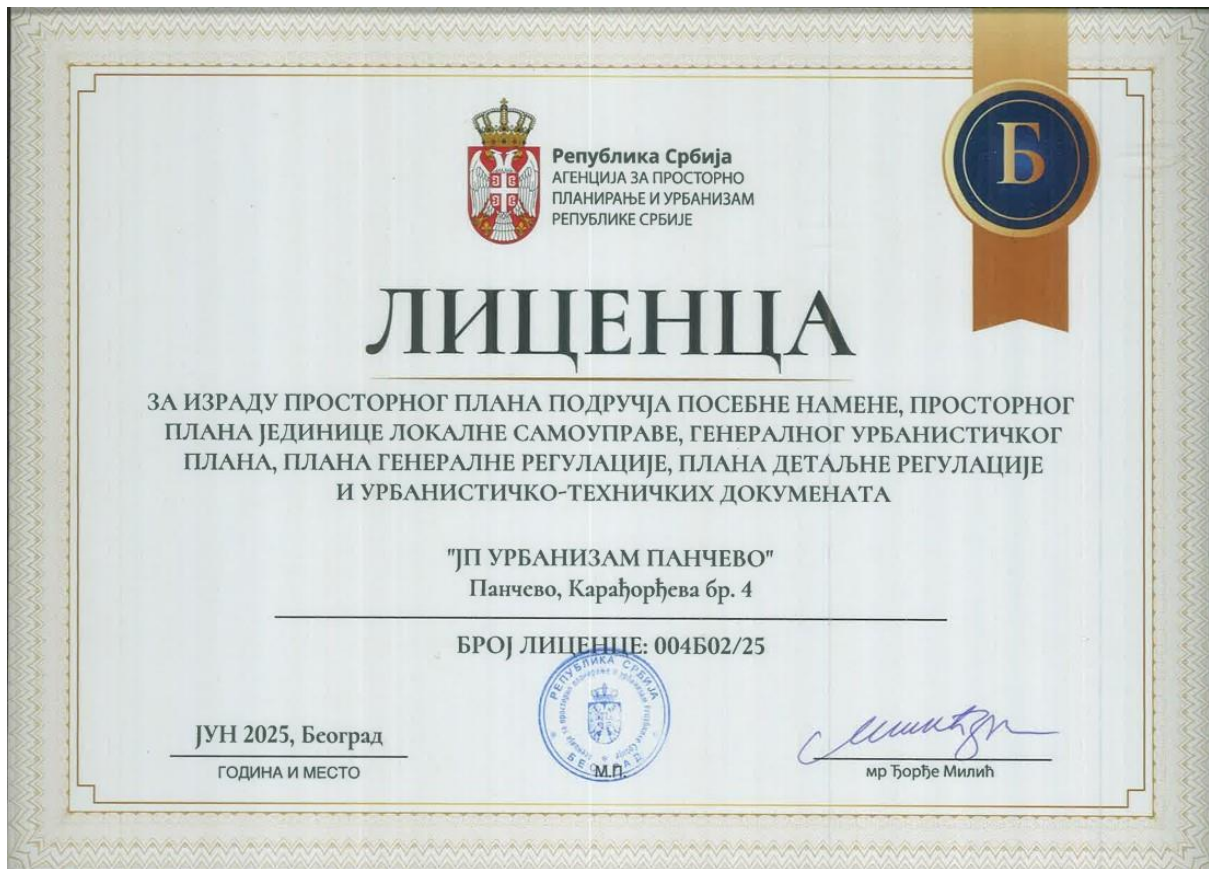 Б
Република Србија
АГЕНЦИЈА ЗА ПРОСТОРНО
ПЛАНИРАЊЕ И УРБАНИЗАМ
РЕПУБЛИКЕ СРБИЈЕ
ЛИЦЕНЦА
ЗА ИЗРАДУ ПРОСТОРНОГ ПЛАНА ПОДРУЧЈА ПОСЕБНЕ НАМЕНЕ, ПРОСТОРНОГ
ПЛАНА ЈЕДИНИЦЕ ЛОКАЛНЕ САМОУПРАВЕ, ГЕНЕРАЛНОГ УРБАНИСТИЧКОГ
ПЛАНА, ПЛАНА ГЕНЕРАЛНЕ РЕГУЛАЦИЈЕ, ПЛАНА ДЕТАЉНЕ РЕГУЛАЦИЈЕ
И УРБАНИСТИЧКО-ТЕХНИЧКИХ ДОКУМЕНАТА
"ЈП УРБАНИЗАМ ПАНЧЕВО"
Панчево, Карађорђева бр. 4
БРОЈ ЛИЦЕНЦЕ: 004Б02/25
РЕПУБЛИКА СРБИЈА
БЕОГРАД
М.П.
ЈУН 2025, Београд
ГОДИНА И МЕСТО
мр Ђорђе Милић